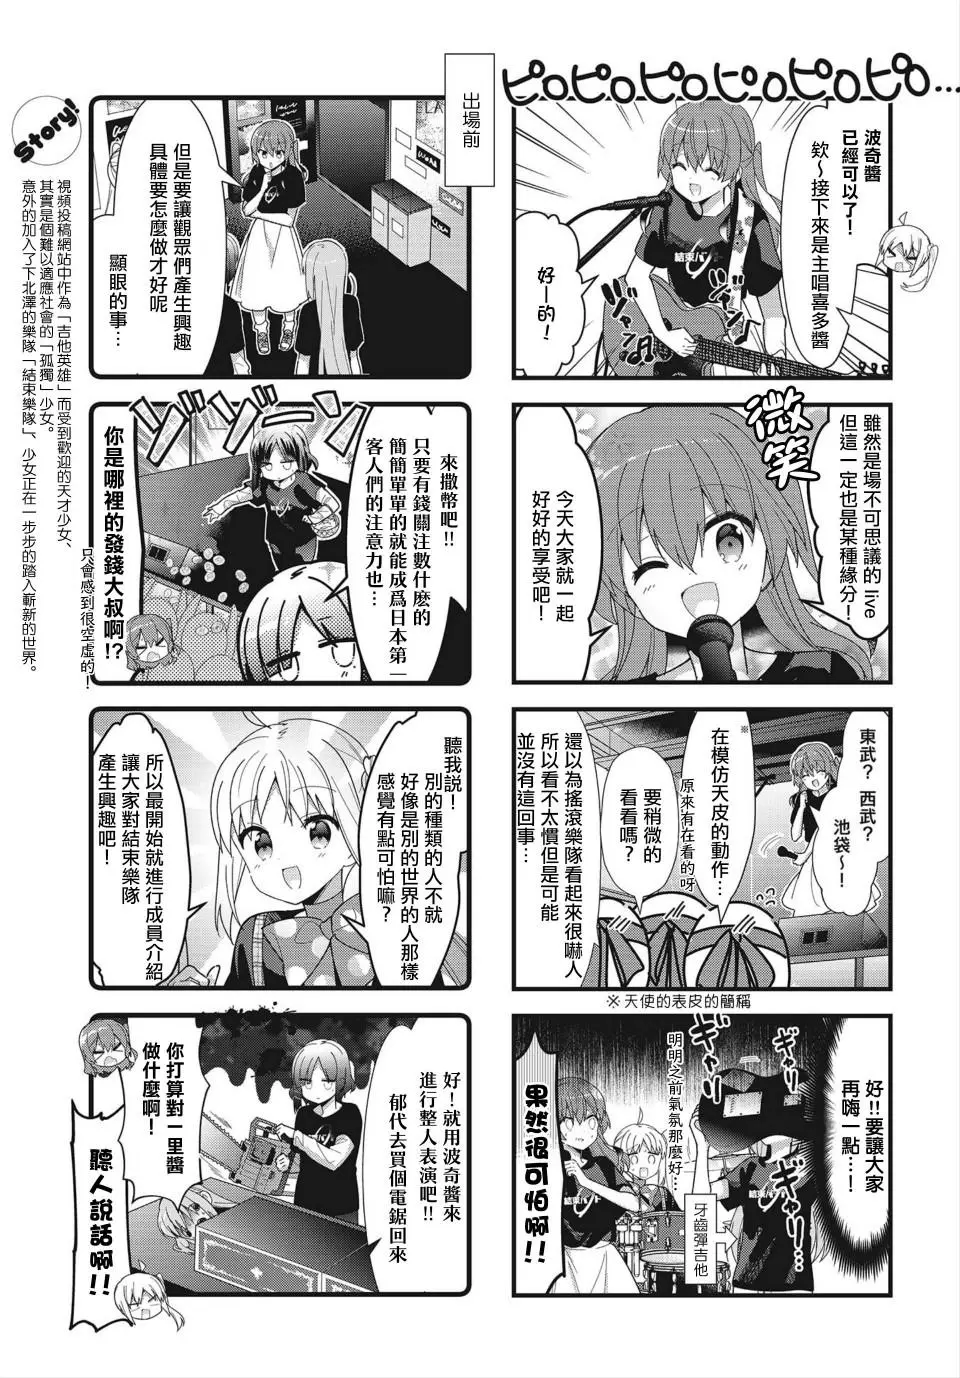 ピロピロピロピロピロピロ…
波奇醬
已經可以了!
欸～接下來是主唱喜多醬
好—的!
結束バンド
ジャン
ジャン
微笑
雖然是場不可思議的live
但這一定也是某種緣分!
今天大家就一起
好好的享受吧!
東武? 西武?
池袋～!
※
在模仿天皮的動作…
原來有在看的呀
要稍微的
看看嗎?
還以為搖滾樂隊看起來很嚇人
所以看不太慣但是可能
並沒有這回事…
※天使的表皮的簡稱
好!!要讓大家
再嗨一點…!
ギャリ
ギャリ
ギャリ…
明明之前氣氛那麼好…
牙齒彈吉他
果然很可怕啊!!
出場前
但是要讓觀眾們產生興趣
具體要怎麼做才好呢
顯眼的事…
來撒幣吧!!
只要有錢關注數什麽的
簡簡單單的就能成爲日本第一
客人們的注意力也…
你是哪裡的發錢大叔啊!?
只會感到很空虛的!
聽我說!
別的種類的人不就
好像是別的世界的人那樣
感覺有點可怕嘛?
所以最開始就進行成員介紹
讓大家對結束樂隊
產生興趣吧!
好!就用波奇醬來
進行整人表演吧!!
郁代去買個電鋸回來
你打算對一里醬
做什麼啊!
聽人說話啊!!
Story!
視頻投稿網站中作為「吉他英雄」而受到歡迎的天才少女、
其實是個難以適應社會的「孤獨」少女。
意外的加入了下北澤的樂隊「結束樂隊」、少女正在一步步的踏入嶄新的世界。